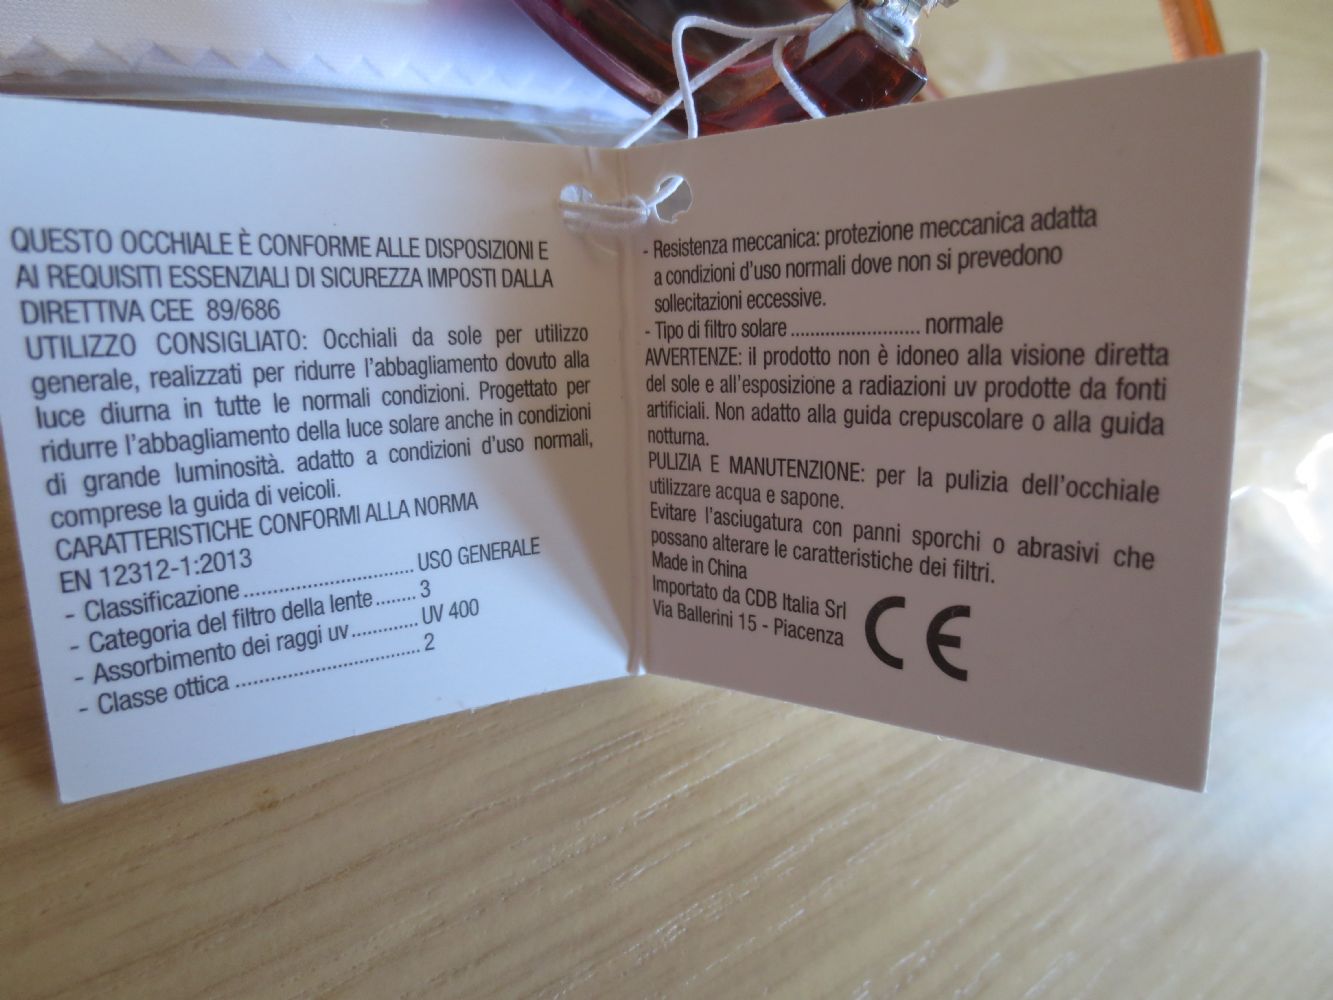 QUESTO OCCHIALE È CONFORME ALLE DISPOSIZIONI E
AI REQUISITI ESSENZIALI DI SICUREZZA IMPOSTI DALLA
DIRETTIVA CEE 89/686
UTILIZZO CONSIGLIATO: Occhiali da sole per utilizzo
generale, realizzati per ridurre l'abbagliamento dovuto alla
luce diurna in tutte le normali condizioni. Progettato per
ridurre l'abbagliamento della luce solare anche in condizioni
di grande luminosità. adatto a condizioni d'uso normali,
comprese la guida di veicoli.
CARATTERISTICHE CONFORMI ALLA NORMA
EN 12312-1:2013
- Classificazione .................................. USO GENERALE
- Categoria del filtro della lente ........ 3
- Assorbimento dei raggi uv ............. UV 400
- Classe ottica ..................................... 2
- Resistenza meccanica: protezione meccanica adatta
a condizioni d'uso normali dove non si prevedono
sollecitazioni eccessive.
- Tipo di filtro solare .......................... normale
AVVERTENZE: il prodotto non è idoneo alla visione diretta
del sole e all'esposizione a radiazioni uv prodotte da fonti
artificiali. Non adatto alla guida crepuscolare o alla guida
notturna.
PULIZIA E MANUTENZIONE: per la pulizia dell'occhiale
utilizzare acqua e sapone.
Evitare l'asciugatura con panni sporchi o abrasivi che
possano alterare le caratteristiche dei filtri.
Made in China
Importato da CDB Italia Srl
Via Ballerini 15 - Piacenza
CE